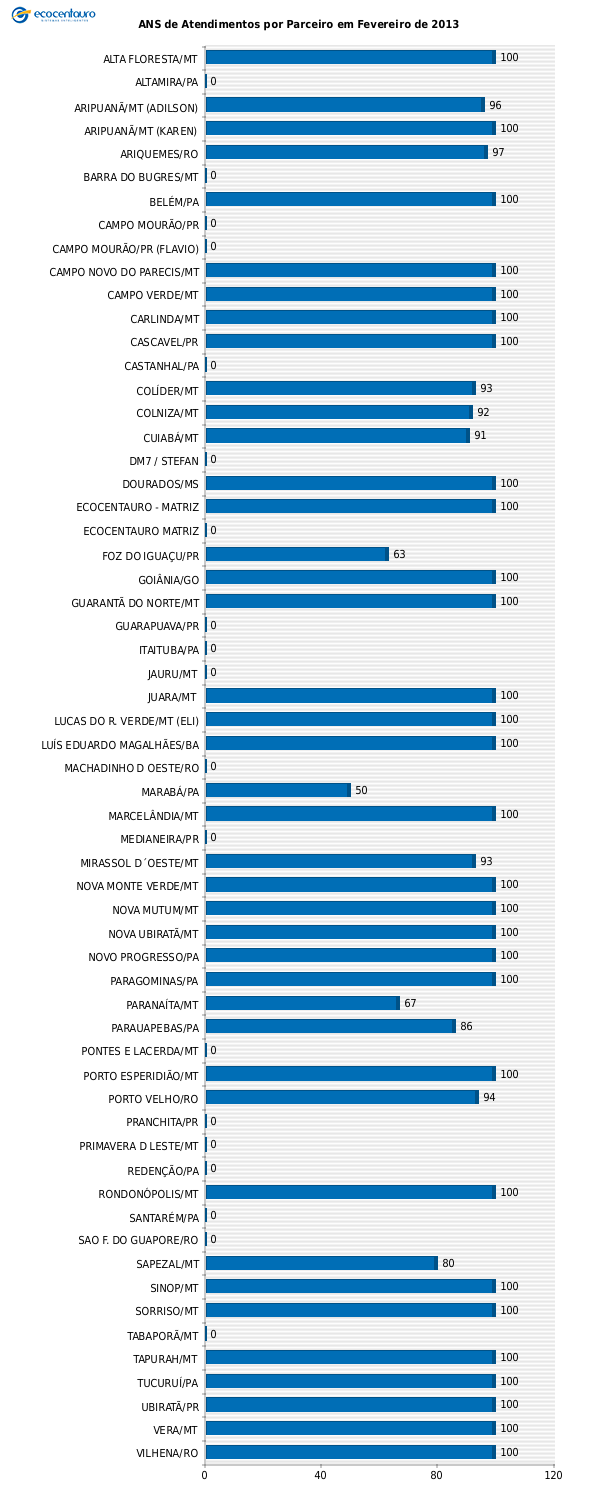 ecocentauro
ANS de Atendimentos por Parceiro em Fevereiro de 2013
ALTA FLORESTA/MT 100
ALTAMIRA/PA 0
ARIPUANÃ/MT (ADILSON) 96
ARIPUANÃ/MT (KAREN) 100
ARIQUEMES/RO 97
BARRA DO BUGRES/MT 0
BELÉM/PA 100
CAMPO MOURÃO/PR 0
CAMPO MOURÃO/PR (FLAVIO) 0
CAMPO NOVO DO PARECIS/MT 100
CAMPO VERDE/MT 100
CARLINDA/MT 100
CASCAVEL/PR 100
CASTANHAL/PA 0
COLÍDER/MT 93
COLNIZA/MT 92
CUIABÁ/MT 91
DM7 / STEFAN 0
DOURADOS/MS 100
ECOCENTAURO - MATRIZ 100
ECOCENTAURO MATRIZ 0
FOZ DO IGUAÇU/PR 63
GOIÂNIA/GO 100
GUARANTÃ DO NORTE/MT 100
GUARAPUAVA/PR 0
ITAITUBA/PA 0
JAURU/MT 0
JUARA/MT 100
LUCAS DO R. VERDE/MT (ELI) 100
LUÍS EDUARDO MAGALHÃES/BA 100
MACHADINHO D OESTE/RO 0
MARABÁ/PA 50
MARCELÂNDIA/MT 100
MEDIANEIRA/PR 0
MIRASSOL D´OESTE/MT 93
NOVA MONTE VERDE/MT 100
NOVA MUTUM/MT 100
NOVA UBIRATÃ/MT 100
NOVO PROGRESSO/PA 100
PARAGOMINAS/PA 100
PARANAÍTA/MT 67
PARAUAPEBAS/PA 86
PONTES E LACERDA/MT 0
PORTO ESPERIDIÃO/MT 100
PORTO VELHO/RO 94
PRANCHITA/PR 0
PRIMAVERA D LESTE/MT 0
REDENÇÃO/PA 0
RONDONÓPOLIS/MT 100
SANTARÉM/PA 0
SAO F. DO GUAPORE/RO 0
SAPEZAL/MT 80
SINOP/MT 100
SORRISO/MT 100
TABAPORÃ/MT 0
TAPURAH/MT 100
TUCURUÍ/PA 100
UBIRATÃ/PR 100
VERA/MT 100
VILHENA/RO 100
0 40 80 120